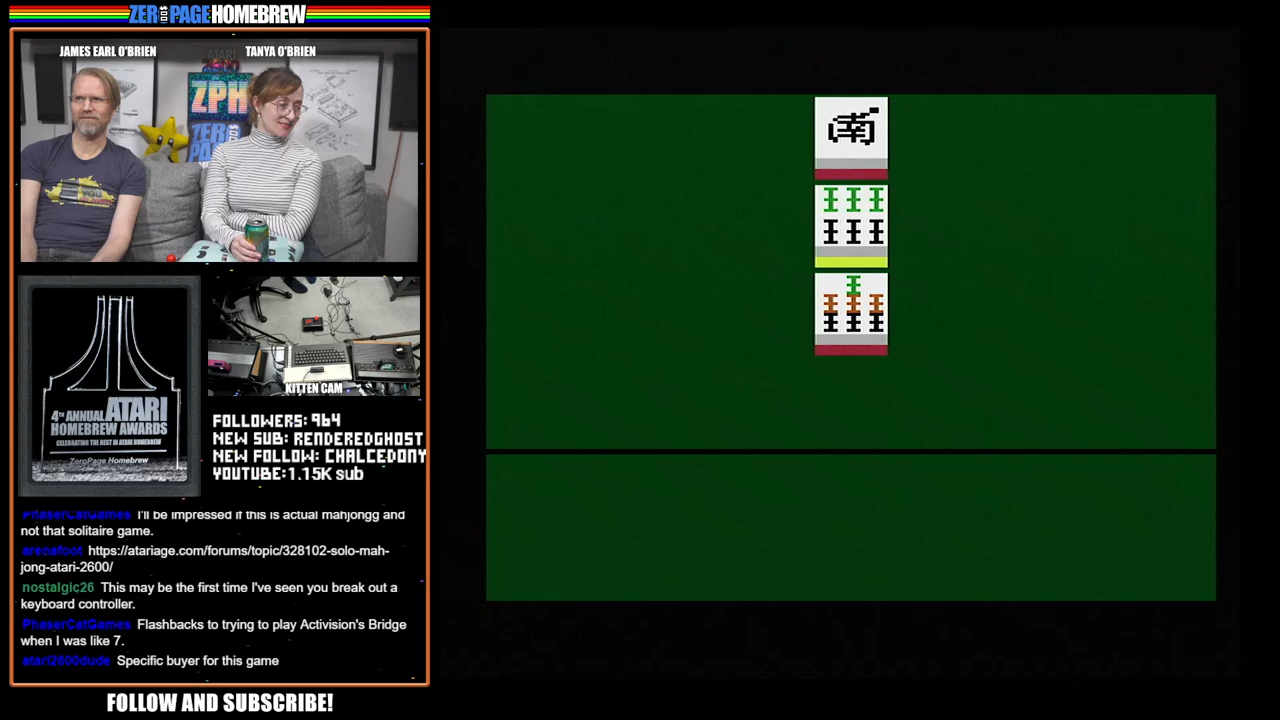 ZEROPAGE HOMEBREW
JAMES EARL O'BRIEN
TANYA O'BRIEN
ZPH
4TH ANNUAL ATARI
HOMEBREW AWARDS
CELEBRATING THE BEST IN ATARI HOMEBREW
ZeroPage Homebrew
KITTEN CAM
FOLLOWERS: 964
NEW SUB: RENDEREDGHOST
NEW FOLLOW: CHALCEDONY
YOUTUBE:1.15K sub
PhaserCatGames I'll be impressed if this is actual mahjongg and
not that solitaire game.
arenafoot https://atariage.com/forums/topic/328102-solo-mah-
jong-atari-2600/
nostalgic26 This may be the first time I've seen you break out a
keyboard controller.
PhaserCatGames Flashbacks to trying to play Activision's Bridge
when I was like 7.
atari2600dude Specific buyer for this game
FOLLOW AND SUBSCRIBE!
南